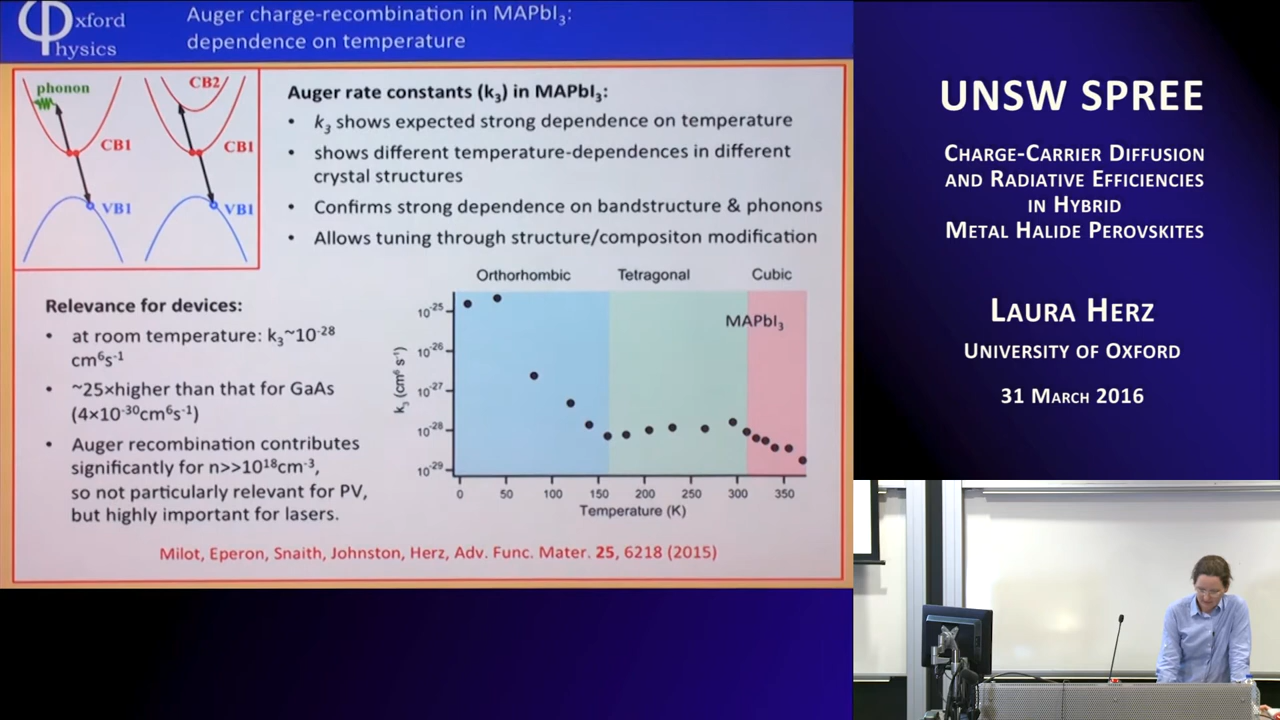 Oxford
Physics
Auger charge-recombination in MAPbI3:
dependence on temperature
phonon
CB1
VB1
CB2
CB1
VB1
Auger rate constants (k3) in MAPbI3:
• k3 shows expected strong dependence on temperature
• shows different temperature-dependences in different
crystal structures
• Confirms strong dependence on bandstructure & phonons
• Allows tuning through structure/compositon modification
Relevance for devices:
• at room temperature: k3~10-28
cm6s-1
• ~25×higher than that for GaAs
(4×10-30cm6s-1)
• Auger recombination contributes
significantly for n>>1018cm-3,
so not particularly relevant for PV,
but highly important for lasers.
Orthorhombic Tetragonal Cubic
MAPbI3
k3 (cm6 s-1)
10-25
10-26
10-27
10-28
10-29
0 50 100 150 200 250 300 350
Temperature (K)
Milot, Eperon, Snaith, Johnston, Herz, Adv. Func. Mater. 25, 6218 (2015)
UNSW SPREE
Charge-Carrier Diffusion
and Radiative Efficiencies
in Hybrid
Metal Halide Perovskites
Laura Herz
University of Oxford
31 March 2016